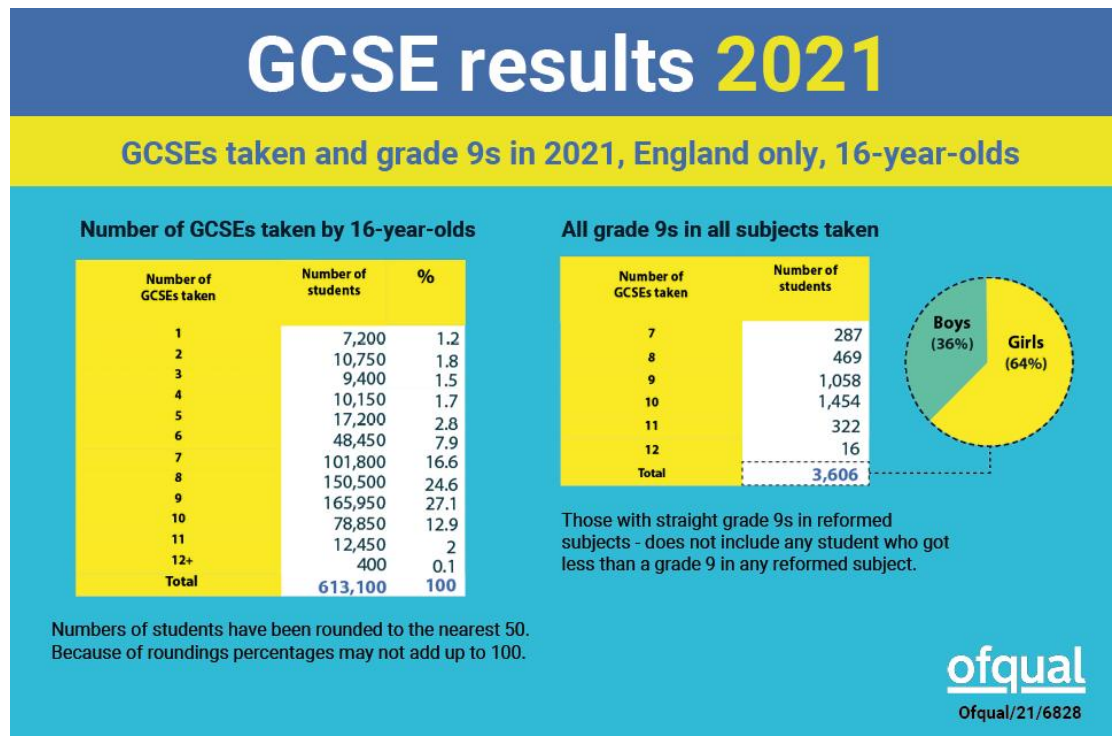 GCSE results 2021
GCSEs taken and grade 9s in 2021, England only, 16-year-olds
Number of GCSEs taken by 16-year-olds
Number of
GCSEs taken
Number of
students
%
1 7,200 1.2
2 10,750 1.8
3 9,400 1.5
4 10,150 1.7
5 17,200 2.8
6 48,450 7.9
7 101,800 16.6
8 150,500 24.6
9 165,950 27.1
10 78,850 12.9
11 12,450 2
12+ 400 0.1
Total 613,100 100
Numbers of students have been rounded to the nearest 50.
Because of roundings percentages may not add up to 100.
All grade 9s in all subjects taken
Number of
GCSEs taken
Number of
students
7 287
8 469
9 1,058
10 1,454
11 322
12 16
Total 3,606
Boys
(36%)
Girls
(64%)
Those with straight grade 9s in reformed
subjects - does not include any student who got
less than a grade 9 in any reformed subject.
ofqual
Ofqual/21/6828